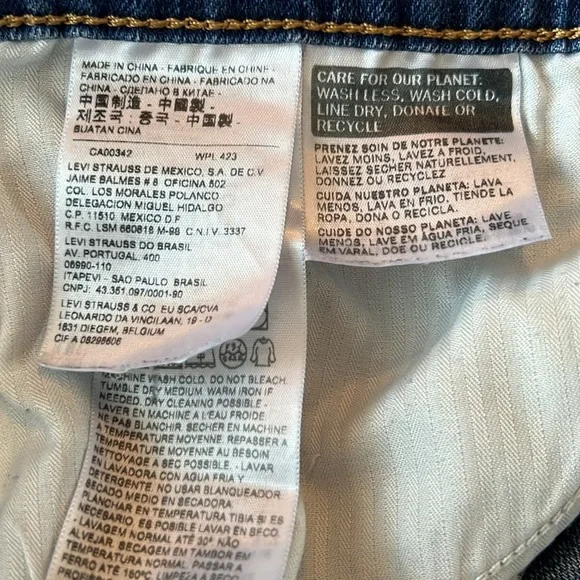 MADE IN CHINA - FABRIQUE EN CHINE -
FABRICADO EN CHINA - FABRICADO NA
CHINA - СДЕЛАНО В КИТАЕ -
中国制造 - 中國製 -
제조국 : 중국 - 中国製 -
BUATAN CINA
CA00342 WPL 423
LEVI STRAUSS DE MEXICO, S.A. DE C.V.
JAIME BALMES # 8 OFICINA 602
COL. LOS MORALES POLANCO
DELEGACION MIGUEL HIDALGO
C.P. 11510 MEXICO D.F
R.F.C. LSM 660818 M-98 C.N.I.V. 3337
LEVI STRAUSS DO BRASIL
AV. PORTUGAL 400
06690-110
ITAPEVI - SAO PAULO BRASIL
CNPJ: 43.351.097/0001-90
LEVI STRAUSS & CO EU SCA/CVA
LEONARDO DA VINCILAAN, 19 - D
1831 DIEGEM, BELGIUM
CIF A 08298606
MACHINE WASH COLD. DO NOT BLEACH.
TUMBLE DRY MEDIUM. WARM IRON IF
NEEDED. DRY CLEANING POSSIBLE -
LAVER EN MACHINE A L'EAU FROIDE
NE PAS BLANCHIR. SECHER EN MACHINE
A TEMPERATURE MOYENNE. REPASSER A
TEMPERATURE MOYENNE AU BESOIN
NETTOYAGE A SEC POSSIBLE. - LAVAR
EN LAVADORA CON AGUA FRIA Y
DETERGENTE. NO USAR BLANQUEADOR.
SECADO MEDIO EN SECADORA.
PLANCHAR EN TEMPERATURA TIBIA SI ES
NECESARIO. ES POSIBLE LAVAR EN SECO.
- LAVAGEM NORMAL ATÉ 30° NÃO
ALVEJAR. SECAGEM EM TAMBOR EM
TEMPERATURA NORMAL. PASSAR A
FERRO ATÉ 150°C LIMPEZA A SECO
CARE FOR OUR PLANET:
WASH LESS, WASH COLD,
LINE DRY, DONATE OR
RECYCLE
PRENEZ SOIN DE NOTRE PLANETE:
LAVEZ MOINS, LAVEZ A FROID,
LAISSEZ SECHER NATURELLEMENT,
DONNEZ OU RECYCLEZ
CUIDA NUESTRO PLANETA: LAVA
MENOS, LAVA EN FRIO, TIENDE LA
ROPA, DONA O RECICLA.
CUIDE DO NOSSO PLANETA: LAVE
MENOS, LAVE EM ÁGUA FRIA, SEQUE
EM VARAL, DOE OU RECICLE.